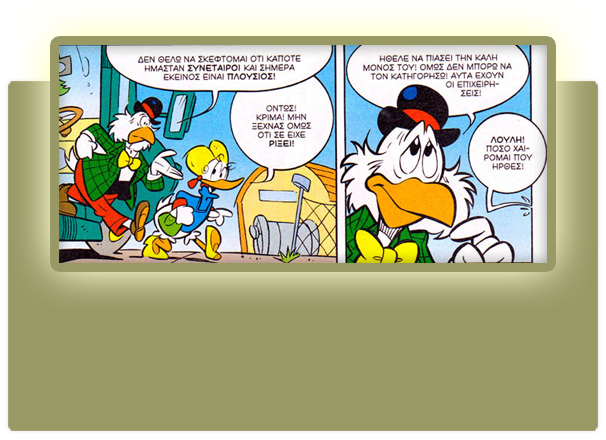 ΔΕΝ ΘΕΛΩ ΝΑ ΣΚΕΦΤΟΜΑΙ ΟΤΙ ΚΑΠΟΤΕ
ΗΜΑΣΤΑΝ ΣΥΝΕΤΑΙΡΟΙ ΚΑΙ ΣΗΜΕΡΑ
ΕΚΕΙΝΟΣ ΕΙΝΑΙ ΠΛΟΥΣΙΟΣ!
ΟΝΤΩΣ!
ΚΡΙΜΑ! ΜΗΝ
ΞΕΧΝΑΣ ΟΜΩΣ
ΟΤΙ ΣΕ ΕΙΧΕ
ΡΙΞΕΙ!
ΗΘΕΛΕ ΝΑ ΠΙΑΣΕΙ ΤΗΝ ΚΑΛΗ
ΜΟΝΟΣ ΤΟΥ! ΟΜΩΣ ΔΕΝ ΜΠΟΡΩ ΝΑ
ΤΟΝ ΚΑΤΗΓΟΡΗΣΩ! ΑΥΤΑ ΕΧΟΥΝ
ΟΙ ΕΠΙΧΕΙΡΗ-
ΣΕΙΣ!
ΛΟΥΛΗ!
ΠΟΣΟ ΧΑΙ-
ΡΟΜΑΙ ΠΟΥ
ΗΡΘΕΣ!